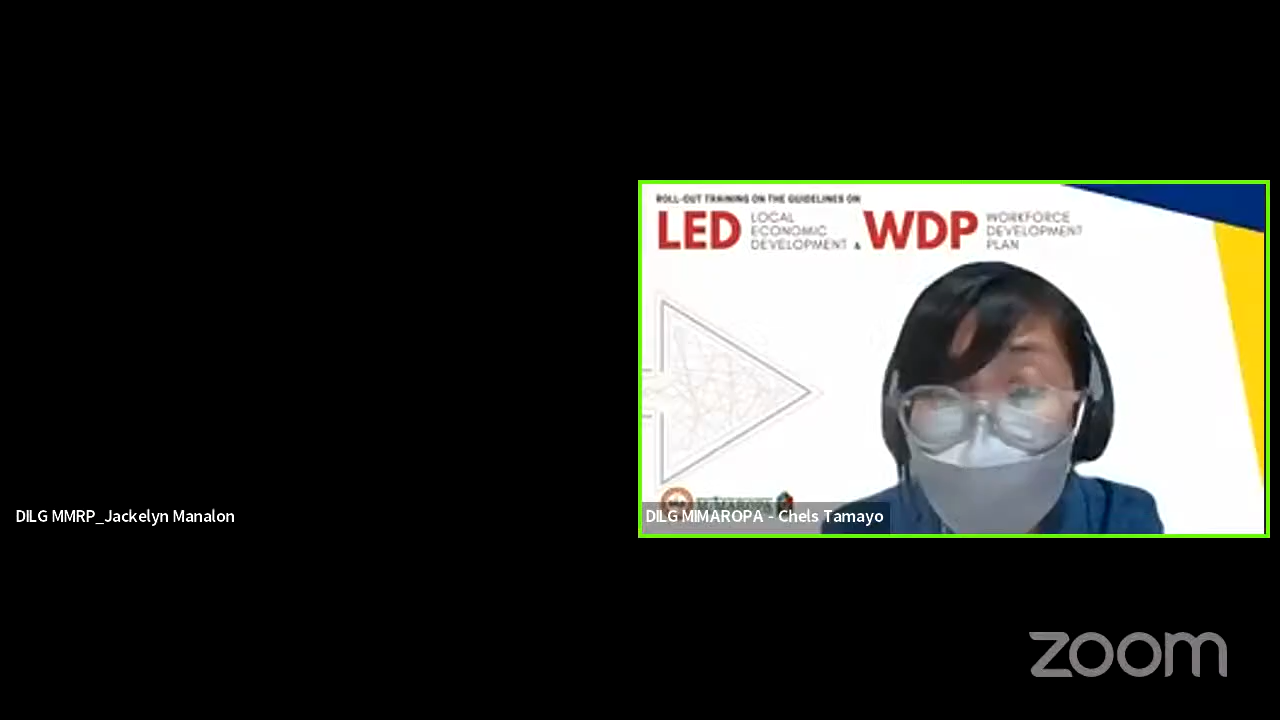 ROLL-OUT TRAINING ON THE GUIDELINES ON
LED LOCAL ECONOMIC DEVELOPMENT & WDP WORKFORCE DEVELOPMENT PLAN
MIMAROPA
DILG MMRP_Jackelyn Manalon
DILG MIMAROPA - Chels Tamayo
zoom